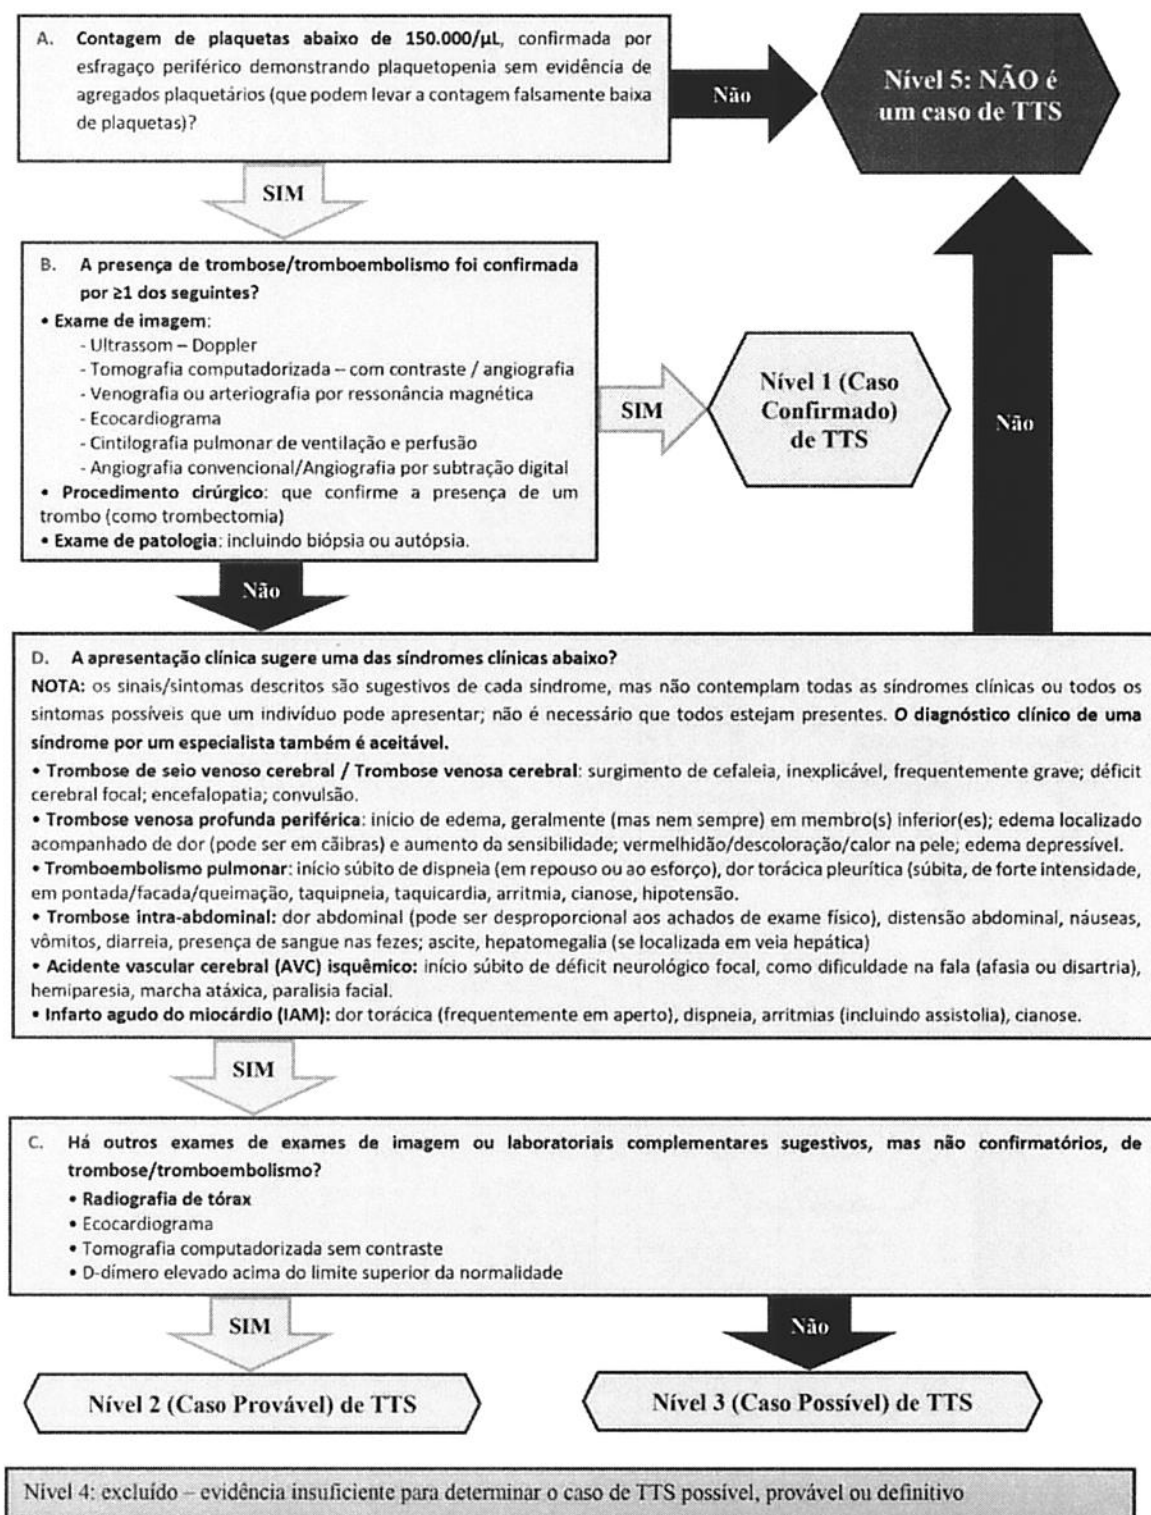 A. Contagem de plaquetas abaixo de 150.000/µL, confirmada por
esfragaço periférico demonstrando plaquetopenia sem evidência de
agregados plaquetários (que podem levar a contagem falsamente baixa
de plaquetas)?
Não
Nível 5: NÃO é
um caso de TTS
SIM
B. A presença de trombose/tromboembolismo foi confirmada
por ≥1 dos seguintes?
• Exame de imagem:
- Ultrassom – Doppler
- Tomografia computadorizada – com contraste / angiografia
- Venografia ou arteriografia por ressonância magnética
- Ecocardiograma
- Cintilografia pulmonar de ventilação e perfusão
- Angiografia convencional/Angiografia por subtração digital
• Procedimento cirúrgico: que confirme a presença de um
trombo (como trombectomia)
• Exame de patologia: incluindo biópsia ou autópsia.
SIM
Nível 1 (Caso
Confirmado)
de TTS
Não
Não
D. A apresentação clínica sugere uma das síndromes clínicas abaixo?
NOTA: os sinais/sintomas descritos são sugestivos de cada síndrome, mas não contemplam todas as síndromes clínicas ou todos os
sintomas possíveis que um indivíduo pode apresentar; não é necessário que todos estejam presentes. O diagnóstico clínico de uma
síndrome por um especialista também é aceitável.
• Trombose de seio venoso cerebral / Trombose venosa cerebral: surgimento de cefaleia, inexplicável, frequentemente grave; déficit
cerebral focal; encefalopatia; convulsão.
• Trombose venosa profunda periférica: início de edema, geralmente (mas nem sempre) em membro(s) inferior(es); edema localizado
acompanhado de dor (pode ser em cãibras) e aumento da sensibilidade; vermelhidão/descoloração/calor na pele; edema depressível.
• Tromboembolismo pulmonar: início súbito de dispneia (em repouso ou ao esforço), dor torácica pleurítica (súbita, de forte intensidade,
em pontada/facada/queimação, taquipneia, taquicardia, arritmia, cianose, hipotensão.
• Trombose intra-abdominal: dor abdominal (pode ser desproporcional aos achados de exame físico), distensão abdominal, náuseas,
vômitos, diarreia, presença de sangue nas fezes; ascite, hepatomegalia (se localizada em veia hepática)
• Acidente vascular cerebral (AVC) isquêmico: início súbito de déficit neurológico focal, como dificuldade na fala (afasia ou disartria),
hemiparesia, marcha atáxica, paralisia facial.
• Infarto agudo do miocárdio (IAM): dor torácica (frequentemente em aperto), dispneia, arritmias (incluindo assistolia), cianose.
SIM
C. Há outros exames de exames de imagem ou laboratoriais complementares sugestivos, mas não confirmatórios, de
trombose/tromboembolismo?
• Radiografia de tórax
• Ecocardiograma
• Tomografia computadorizada sem contraste
• D-dímero elevado acima do limite superior da normalidade
SIM
Não
Nível 2 (Caso Provável) de TTS
Nível 3 (Caso Possível) de TTS
Nível 4: excluído – evidência insuficiente para determinar o caso de TTS possível, provável ou definitivo